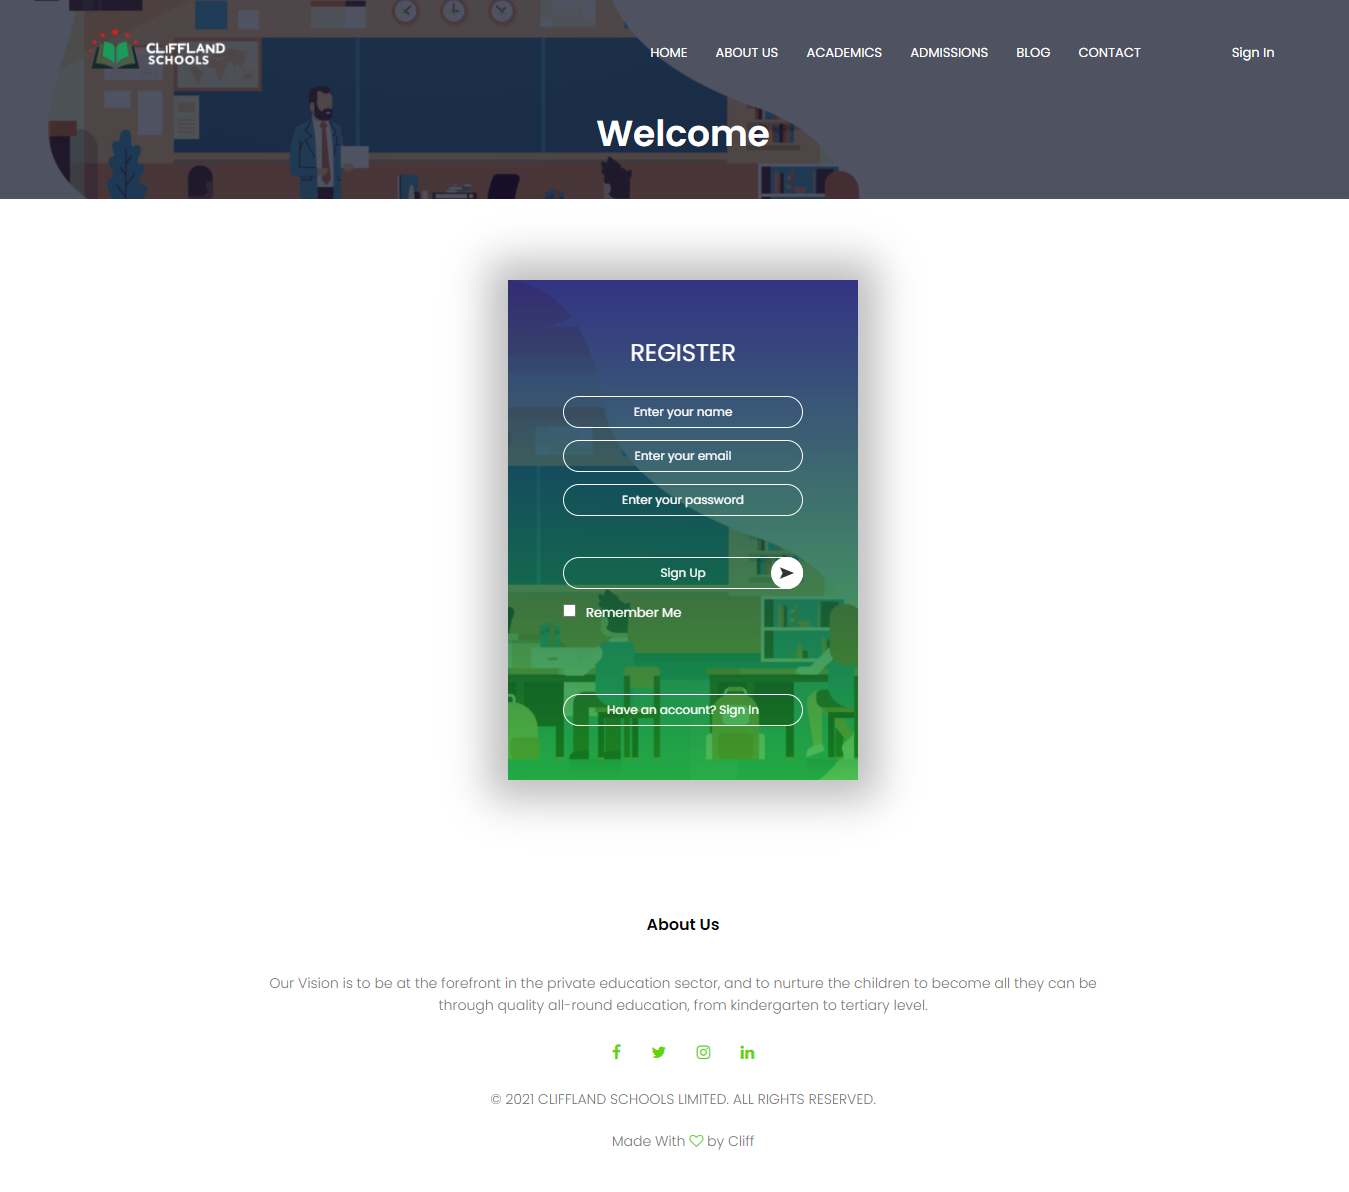 CLiFFLAND
SCHOOLS
HOME ABOUT US ACADEMICS ADMISSIONS BLOG CONTACT Sign In
Welcome
REGISTER
Enter your name
Enter your email
Enter your password
Sign Up
Remember Me
Have an account? Sign In
About Us
Our Vision is to be at the forefront in the private education sector, and to nurture the children to become all they can be
through quality all-round education, from kindergarten to tertiary level.
© 2021 CLIFFLAND SCHOOLS LIMITED. ALL RIGHTS RESERVED.
Made With by Cliff